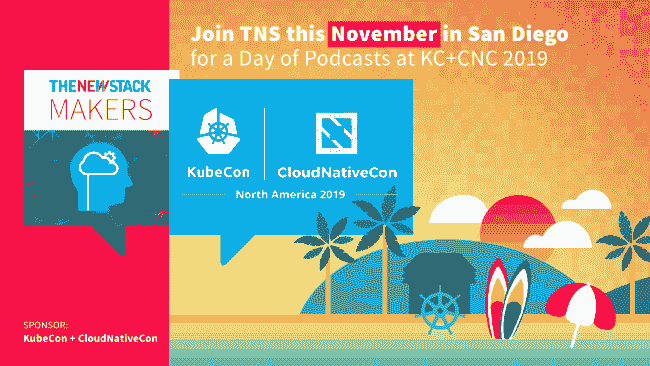 Join TNS this November in San Diego
for a Day of Podcasts at KC+CNC 2019
THENEWSTACK
MAKERS
KubeCon
CloudNativeCon
North America 2019
SPONSOR:
KubeCon + CloudNativeCon